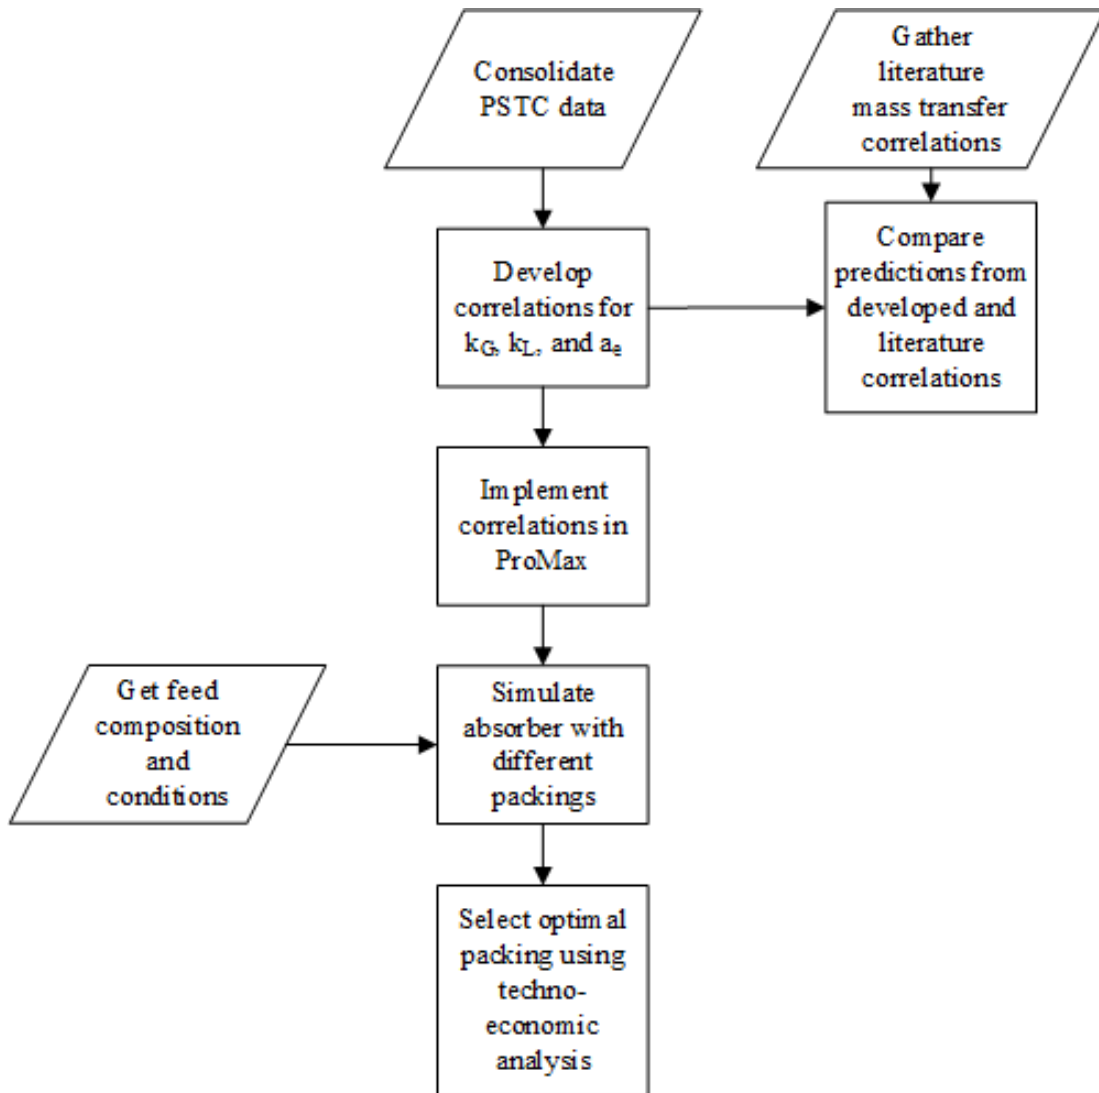 Consolidate
PSTC data
Gather
literature
mass transfer
correlations
Develop
correlations for
kG, kL, and ae
Compare
predictions from
developed and
literature
correlations
Implement
correlations in
ProMax
Get feed
composition
and
conditions
Simulate
absorber with
different
packings
Select optimal
packing using
techno-
economic
analysis